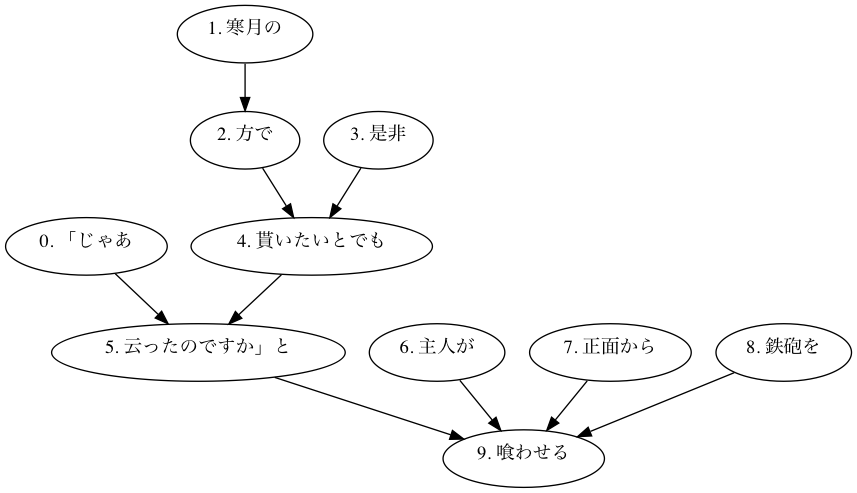 1. 寒月の
2. 方で
3. 是非
0. 「じゃあ
4. 貰いたいとでも
5. 云ったのですか」と
6. 主人が
7. 正面から
8. 鉄砲を
9. 喰わせる